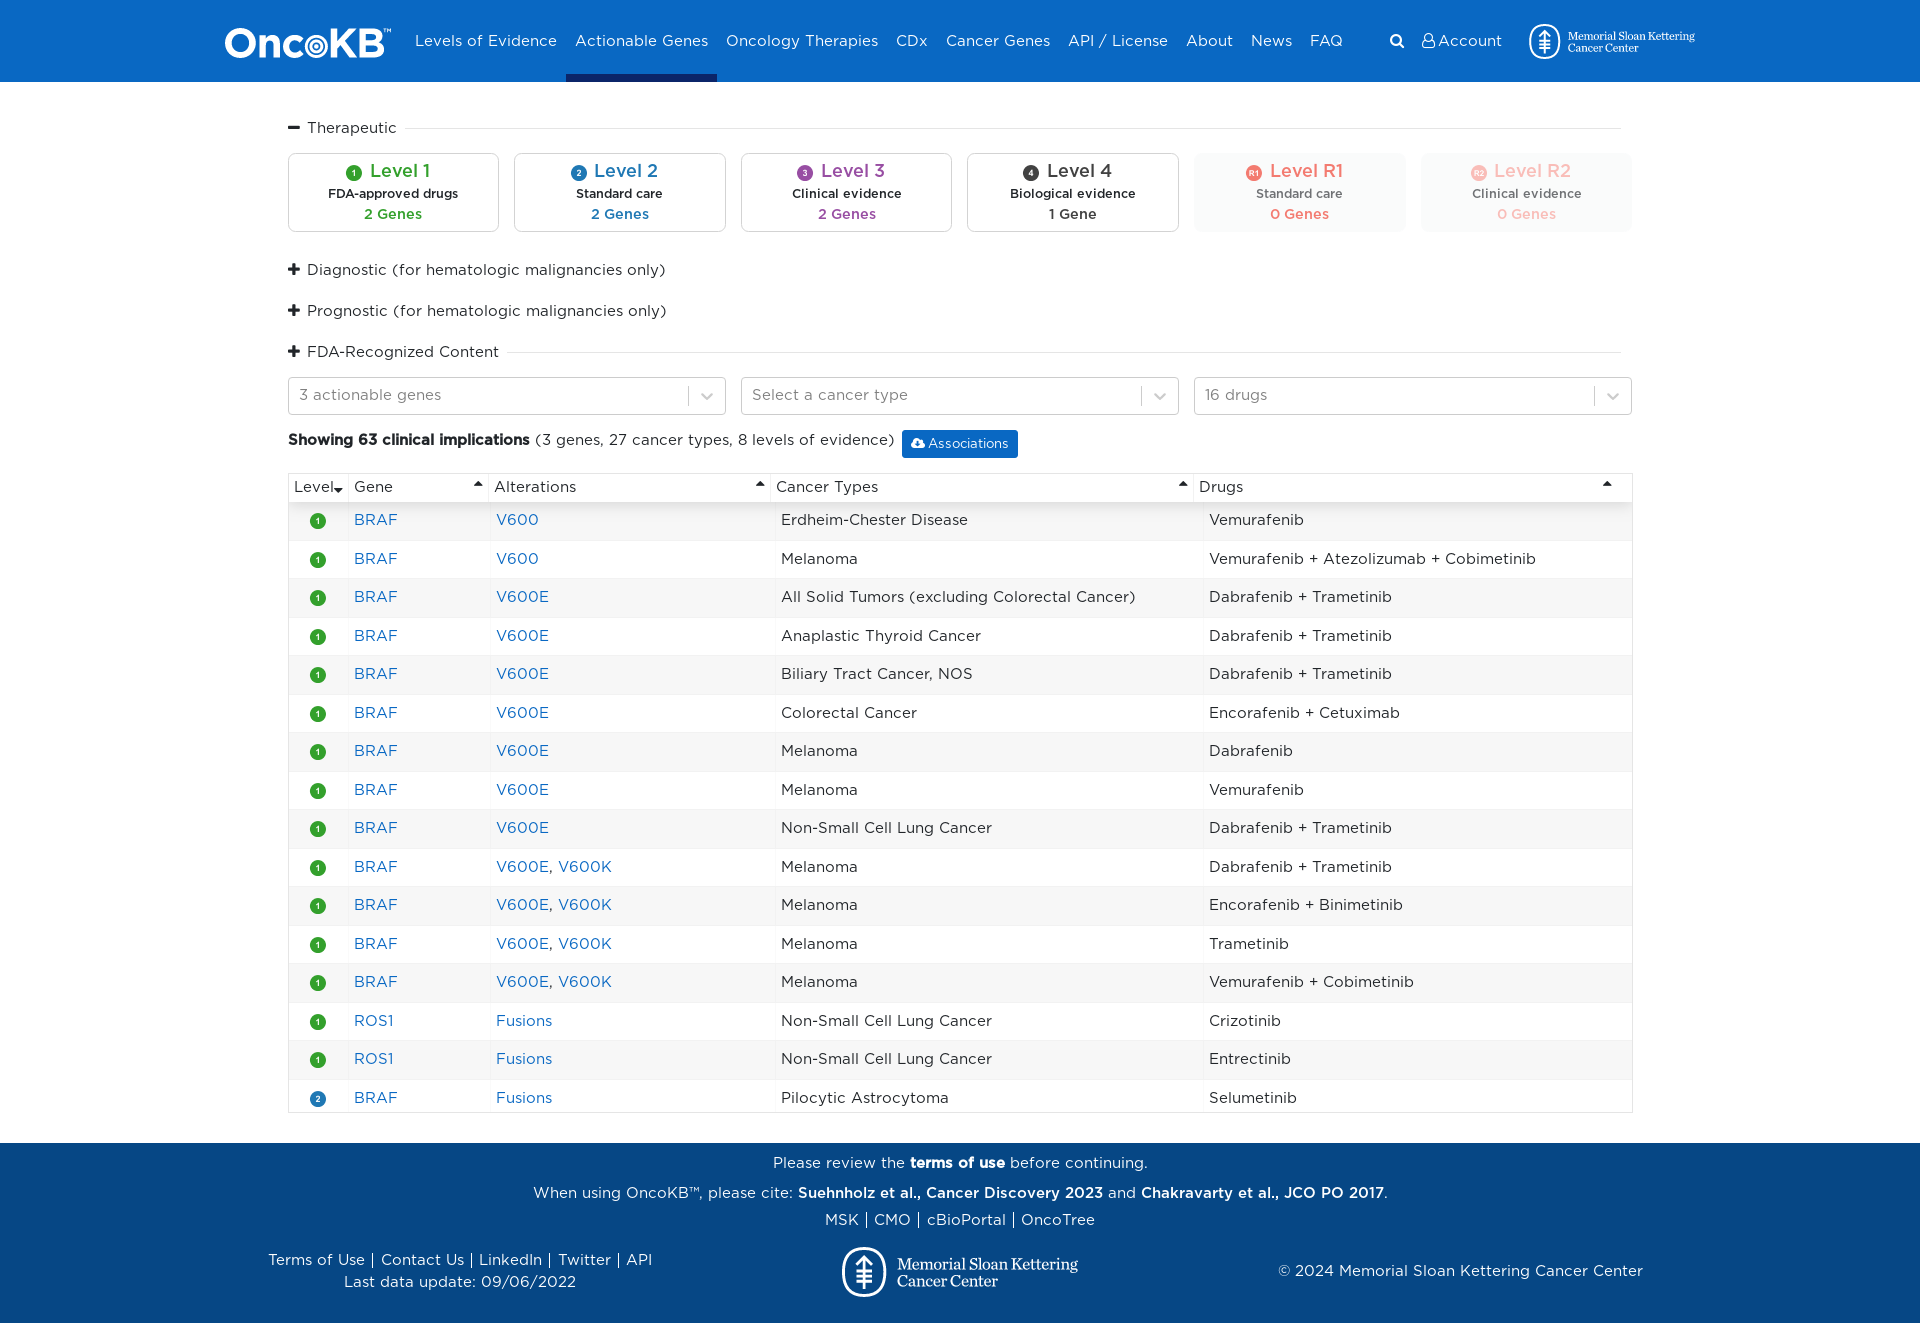 OncoKB™ Levels of Evidence Actionable Genes Oncology Therapies CDx Cancer Genes API / License About News FAQ Account Memorial Sloan Kettering
Cancer Center
Therapeutic
1 Level 1
FDA-approved drugs
2 Genes
2 Level 2
Standard care
2 Genes
3 Level 3
Clinical evidence
2 Genes
4 Level 4
Biological evidence
1 Gene
R1 Level R1
Standard care
0 Genes
R2 Level R2
Clinical evidence
0 Genes
Diagnostic (for hematologic malignancies only)
Prognostic (for hematologic malignancies only)
FDA-Recognized Content
3 actionable genes Select a cancer type 16 drugs
Showing 63 clinical implications (3 genes, 27 cancer types, 8 levels of evidence) Associations
Level Gene Alterations Cancer Types Drugs
1 BRAF V600 Erdheim-Chester Disease Vemurafenib
1 BRAF V600 Melanoma Vemurafenib + Atezolizumab + Cobimetinib
1 BRAF V600E All Solid Tumors (excluding Colorectal Cancer) Dabrafenib + Trametinib
1 BRAF V600E Anaplastic Thyroid Cancer Dabrafenib + Trametinib
1 BRAF V600E Biliary Tract Cancer, NOS Dabrafenib + Trametinib
1 BRAF V600E Colorectal Cancer Encorafenib + Cetuximab
1 BRAF V600E Melanoma Dabrafenib
1 BRAF V600E Melanoma Vemurafenib
1 BRAF V600E Non-Small Cell Lung Cancer Dabrafenib + Trametinib
1 BRAF V600E, V600K Melanoma Dabrafenib + Trametinib
1 BRAF V600E, V600K Melanoma Encorafenib + Binimetinib
1 BRAF V600E, V600K Melanoma Trametinib
1 BRAF V600E, V600K Melanoma Vemurafenib + Cobimetinib
1 ROS1 Fusions Non-Small Cell Lung Cancer Crizotinib
1 ROS1 Fusions Non-Small Cell Lung Cancer Entrectinib
2 BRAF Fusions Pilocytic Astrocytoma Selumetinib
Please review the terms of use before continuing.
When using OncoKB™, please cite: Suehnholz et al., Cancer Discovery 2023 and Chakravarty et al., JCO PO 2017.
MSK | CMO | cBioPortal | OncoTree
Terms of Use | Contact Us | LinkedIn | Twitter | API
Last data update: 09/06/2022
Memorial Sloan Kettering
Cancer Center
© 2024 Memorial Sloan Kettering Cancer Center